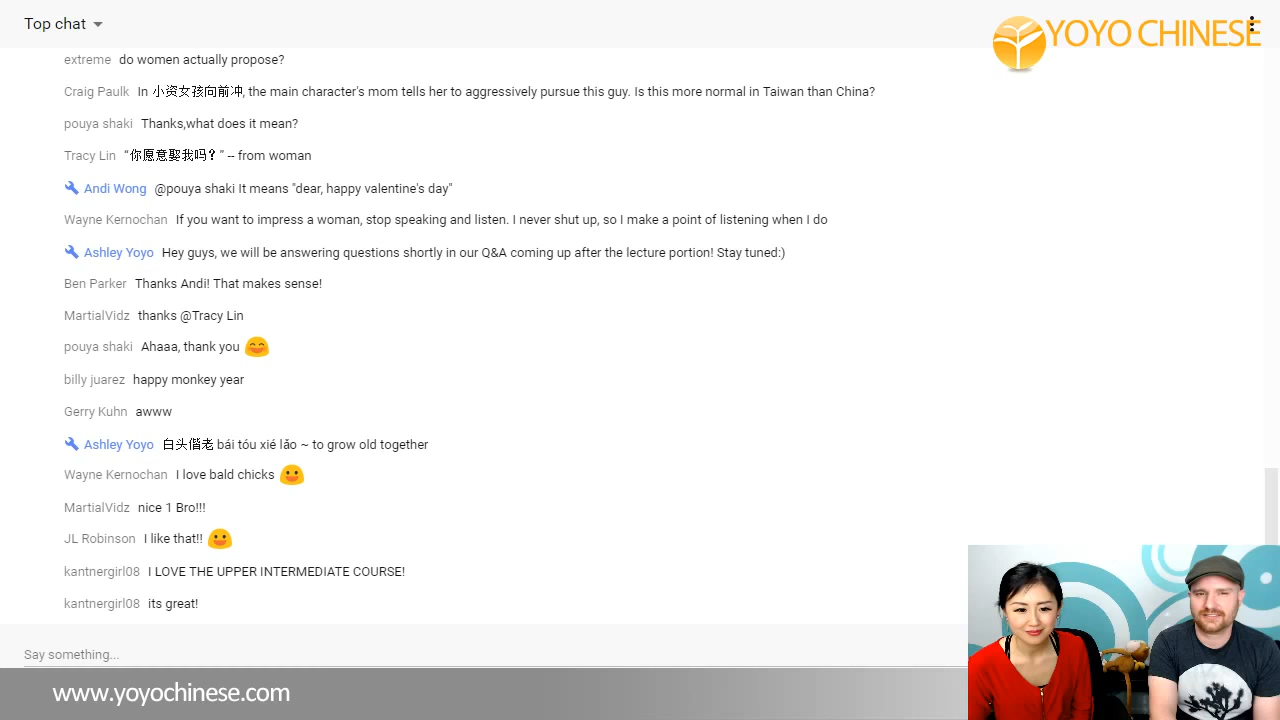 Top chat
YOYO CHINESE
extreme do women actually propose?
Craig Paulk In 小资女孩向前冲, the main character's mom tells her to aggressively pursue this guy. Is this more normal in Taiwan than China?
pouya shaki Thanks,what does it mean?
Tracy Lin “你愿意娶我吗？” -- from woman
Andi Wong @pouya shaki It means "dear, happy valentine's day"
Wayne Kernochan If you want to impress a woman, stop speaking and listen. I never shut up, so I make a point of listening when I do
Ashley Yoyo Hey guys, we will be answering questions shortly in our Q&A coming up after the lecture portion! Stay tuned:)
Ben Parker Thanks Andi! That makes sense!
MartialVidz thanks @Tracy Lin
pouya shaki Ahaaa, thank you 😄
billy juarez happy monkey year
Gerry Kuhn awww
Ashley Yoyo 白头偕老 bái tóu xié lǎo ~ to grow old together
Wayne Kernochan I love bald chicks 😃
MartialVidz nice 1 Bro!!!
JL Robinson I like that!! 😃
kantnergirl08 I LOVE THE UPPER INTERMEDIATE COURSE!
kantnergirl08 its great!
Say something...
www.yoyochinese.com